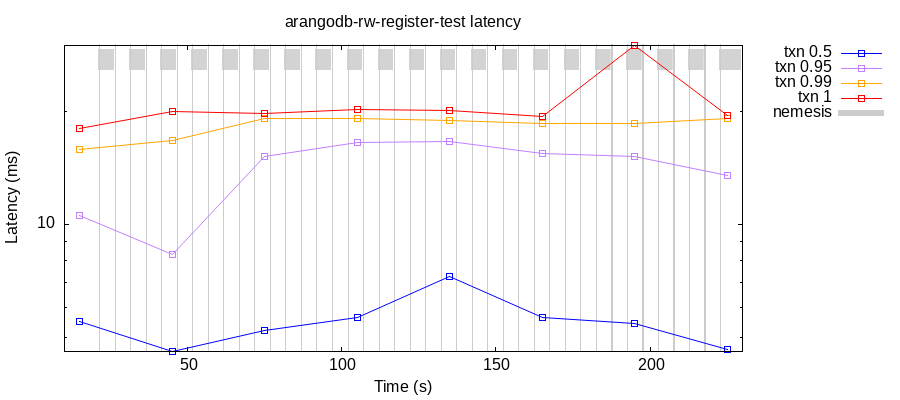 arangodb-rw-register-test latency
txn 0.5
txn 0.95
txn 0.99
txn 1
nemesis
Latency (ms)
10
50
100
150
200
Time (s)